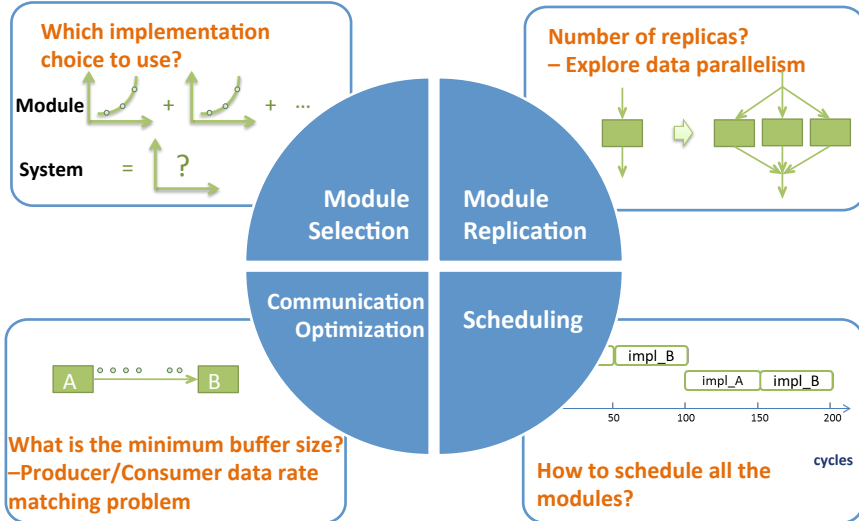 Which implementation
choice to use?
Module
+
+
...
System
=
?
Number of replicas?
– Explore data parallelism
Module
Selection
Module
Replication
Communication
Optimization
Scheduling
A
B
What is the minimum buffer size?
–Producer/Consumer data rate
matching problem
impl_B
impl_A
impl_B
50
100
150
200
cycles
How to schedule all the
modules?